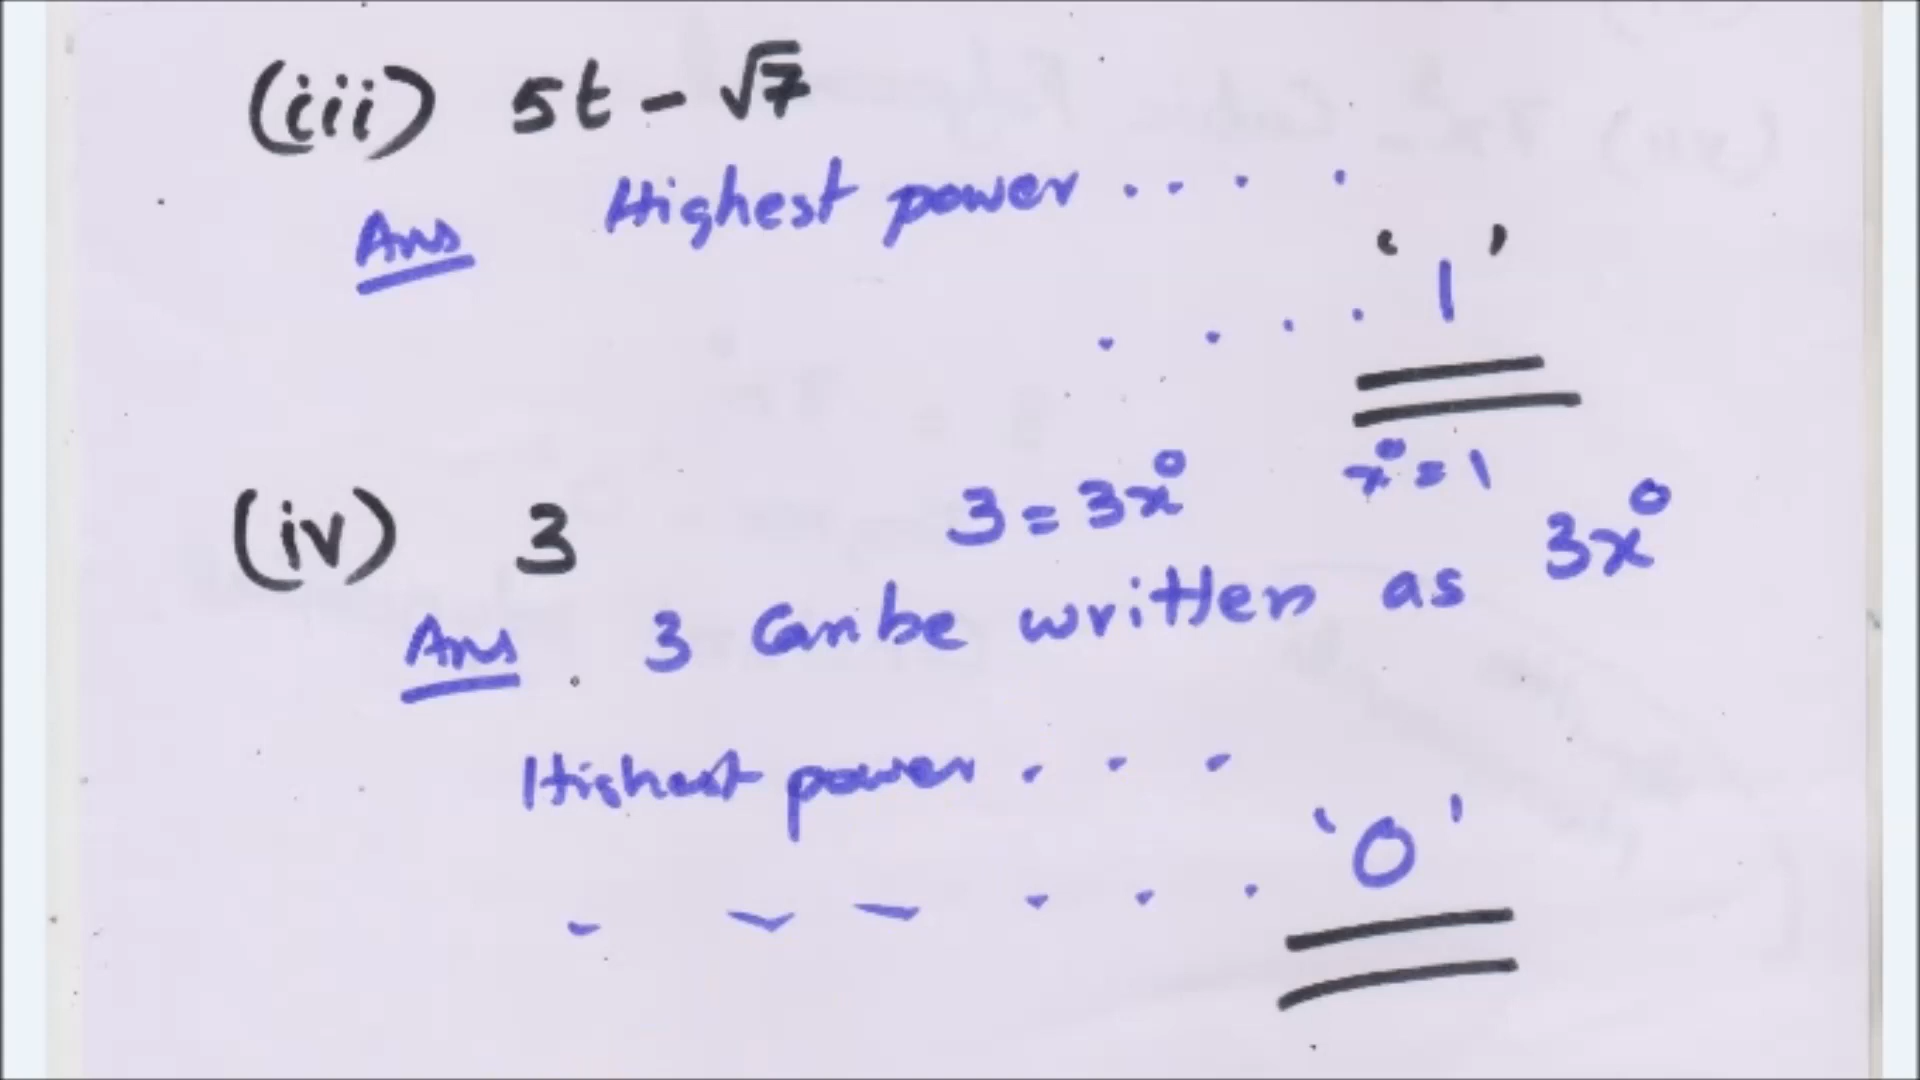 (iii) 5t - √7
Ans Highest power . . . .
. . . . ‘1’
(iv) 3 3 = 3x⁰ x⁰ = 1
Ans 3 Can be written as 3x⁰
Highest power . . .
- - - . . . ‘0’